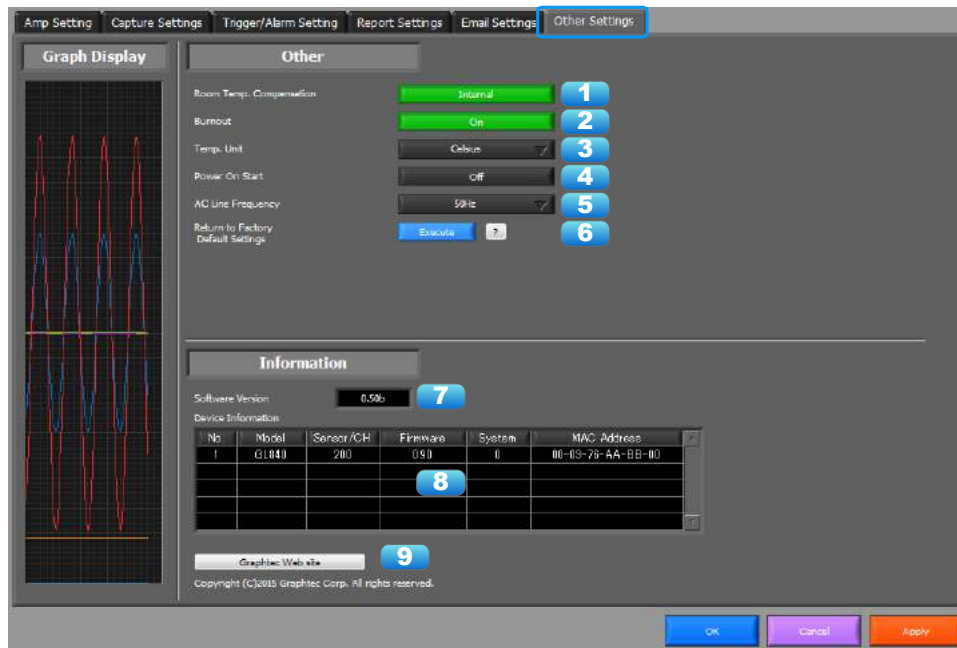 Amp Setting Capture Settings Trigger/Alarm Setting Report Settings Email Settings Other Settings
Graph Display
Other
Room Temp. Compensation Internal 1
Burnout On 2
Temp. Unit Celsius 3
Power On Start Off 4
AC Line Frequency 50Hz 5
Return to Factory
Default Settings Execute ? 6
Information
Software Version 0.50b 7
Device Information
No Model Sensor/CH Firmware System MAC Address
1 GL840 200 0.90 0 00-09-76-AA-BB-00
8
Graphtec Web site 9
Copyright (C)2015 Graphtec Corp. All rights reserved.
OK Cancel Apply